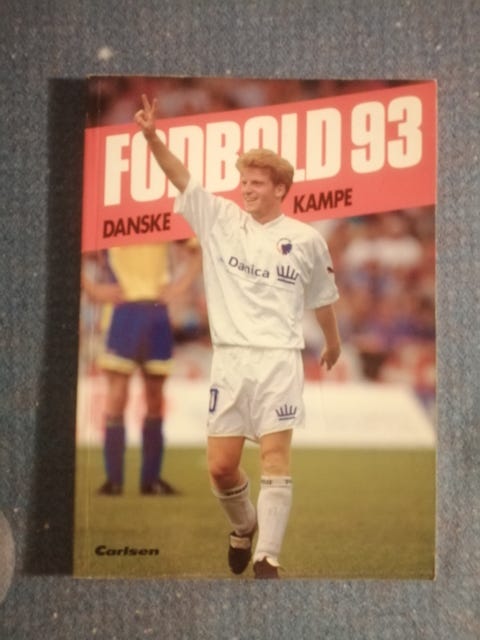 FODBOLD 93
DANSKE KAMPE
Danica
Carlsen